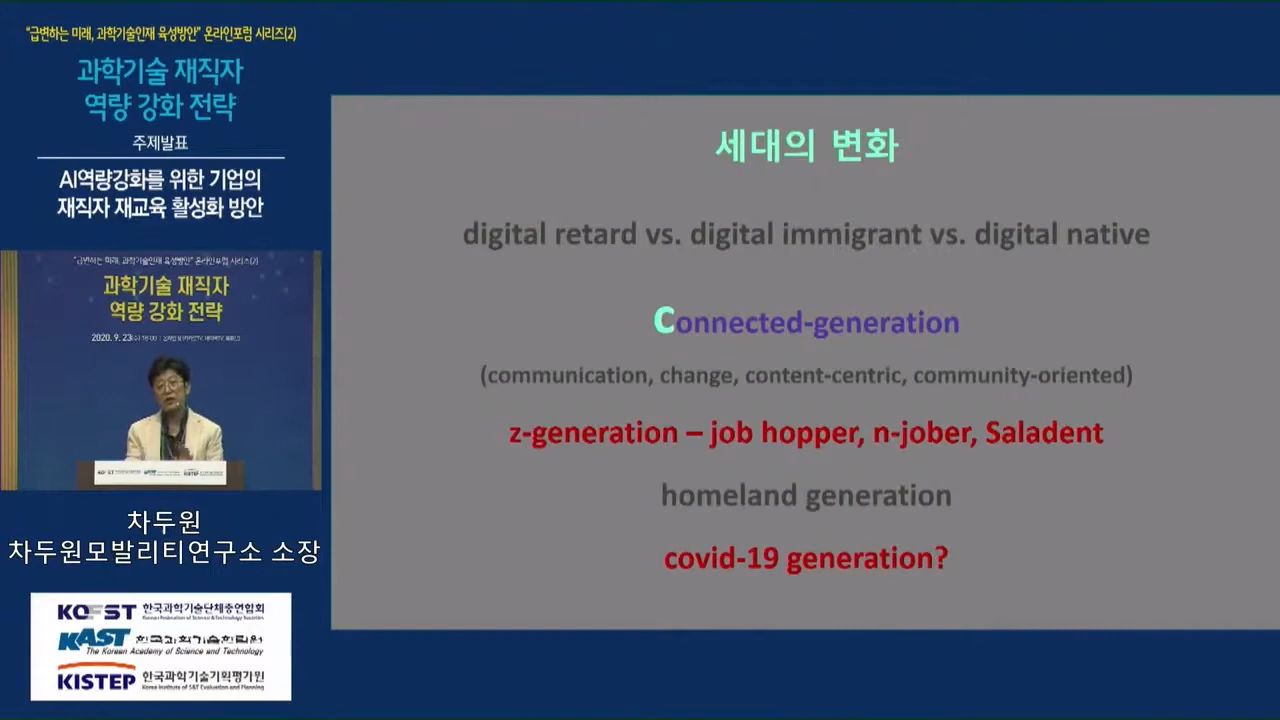 "급변하는 미래, 과학기술인재 육성방안" 온라인포럼 시리즈(2)
과학기술 재직자
역량 강화 전략
주제발표
AI역량강화를 위한 기업의
재직자 재교육 활성화 방안
"급변하는 미래, 과학기술인재 육성방안" 온라인포럼 시리즈(2)
과학기술 재직자
역량 강화 전략
2020. 9. 23
차두원
차두원모발리티연구소 소장
KOFST 한국과학기술단체총연합회
Korean Federation of Science & Technology Societies
KAST 한국과학기술한림원
The Korean Academy of Science and Technology
KISTEP 한국과학기술기획평가원
Korea Institute of S&T Evaluation and Planning
세대의 변화
digital retard vs. digital immigrant vs. digital native
Connected-generation
(communication, change, content-centric, community-oriented)
z-generation – job hopper, n-jober, Saladent
homeland generation
covid-19 generation?